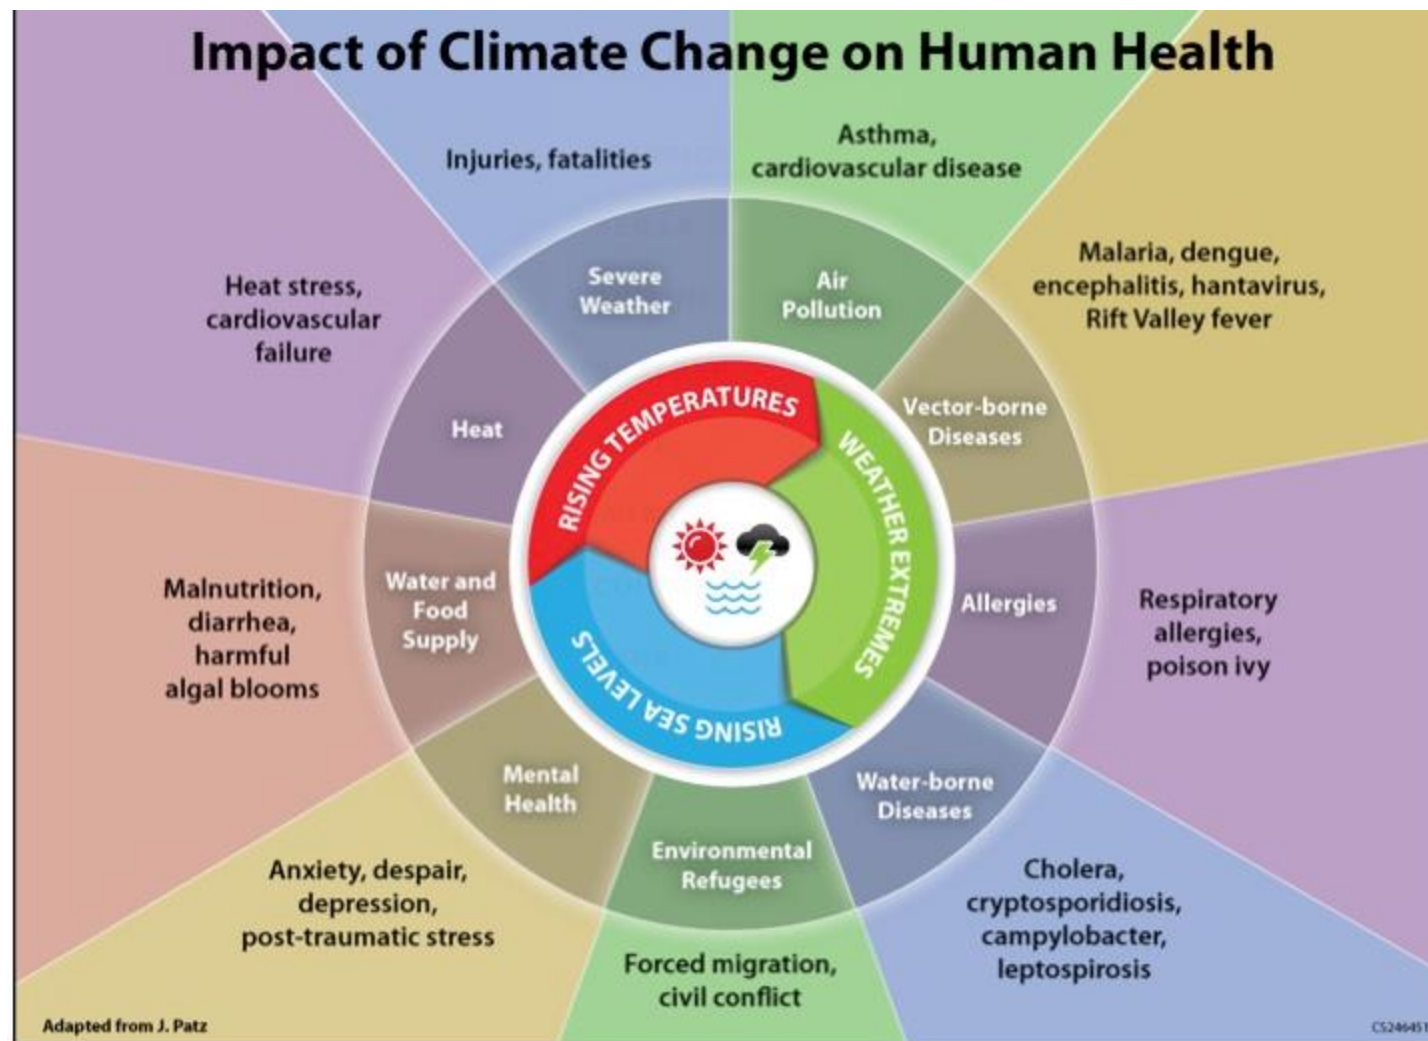 Impact of Climate Change on Human Health
Injuries, fatalities
Asthma,
cardiovascular disease
Malaria, dengue,
encephalitis, hantavirus,
Rift Valley fever
Respiratory
allergies,
poison ivy
Cholera,
cryptosporidiosis,
campylobacter,
leptospirosis
Forced migration,
civil conflict
Anxiety, despair,
depression,
post-traumatic stress
Malnutrition,
diarrhea,
harmful
algal blooms
Heat stress,
cardiovascular
failure
Severe
Weather
Air
Pollution
Vector-borne
Diseases
Allergies
Water-borne
Diseases
Environmental
Refugees
Mental
Health
Water and
Food
Supply
Heat
RISING TEMPERATURES
WEATHER EXTREMES
RISING SEA LEVELS
Adapted from J. Patz